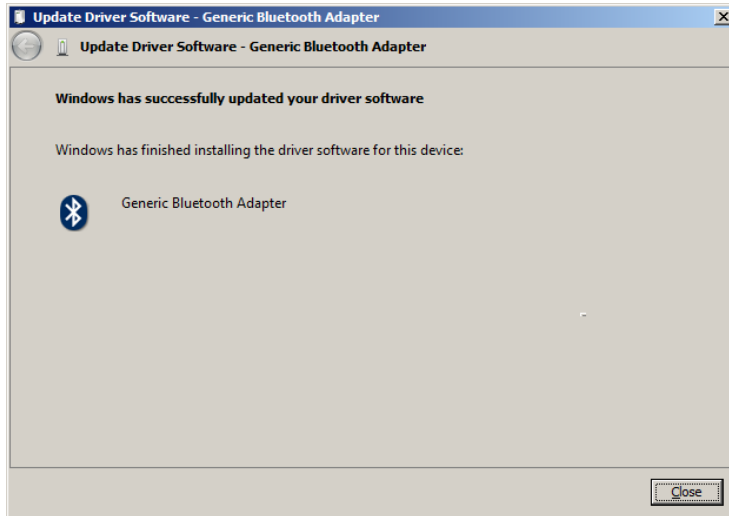 Update Driver Software - Generic Bluetooth Adapter
Update Driver Software - Generic Bluetooth Adapter
Windows has successfully updated your driver software
Windows has finished installing the driver software for this device:
Generic Bluetooth Adapter
Close